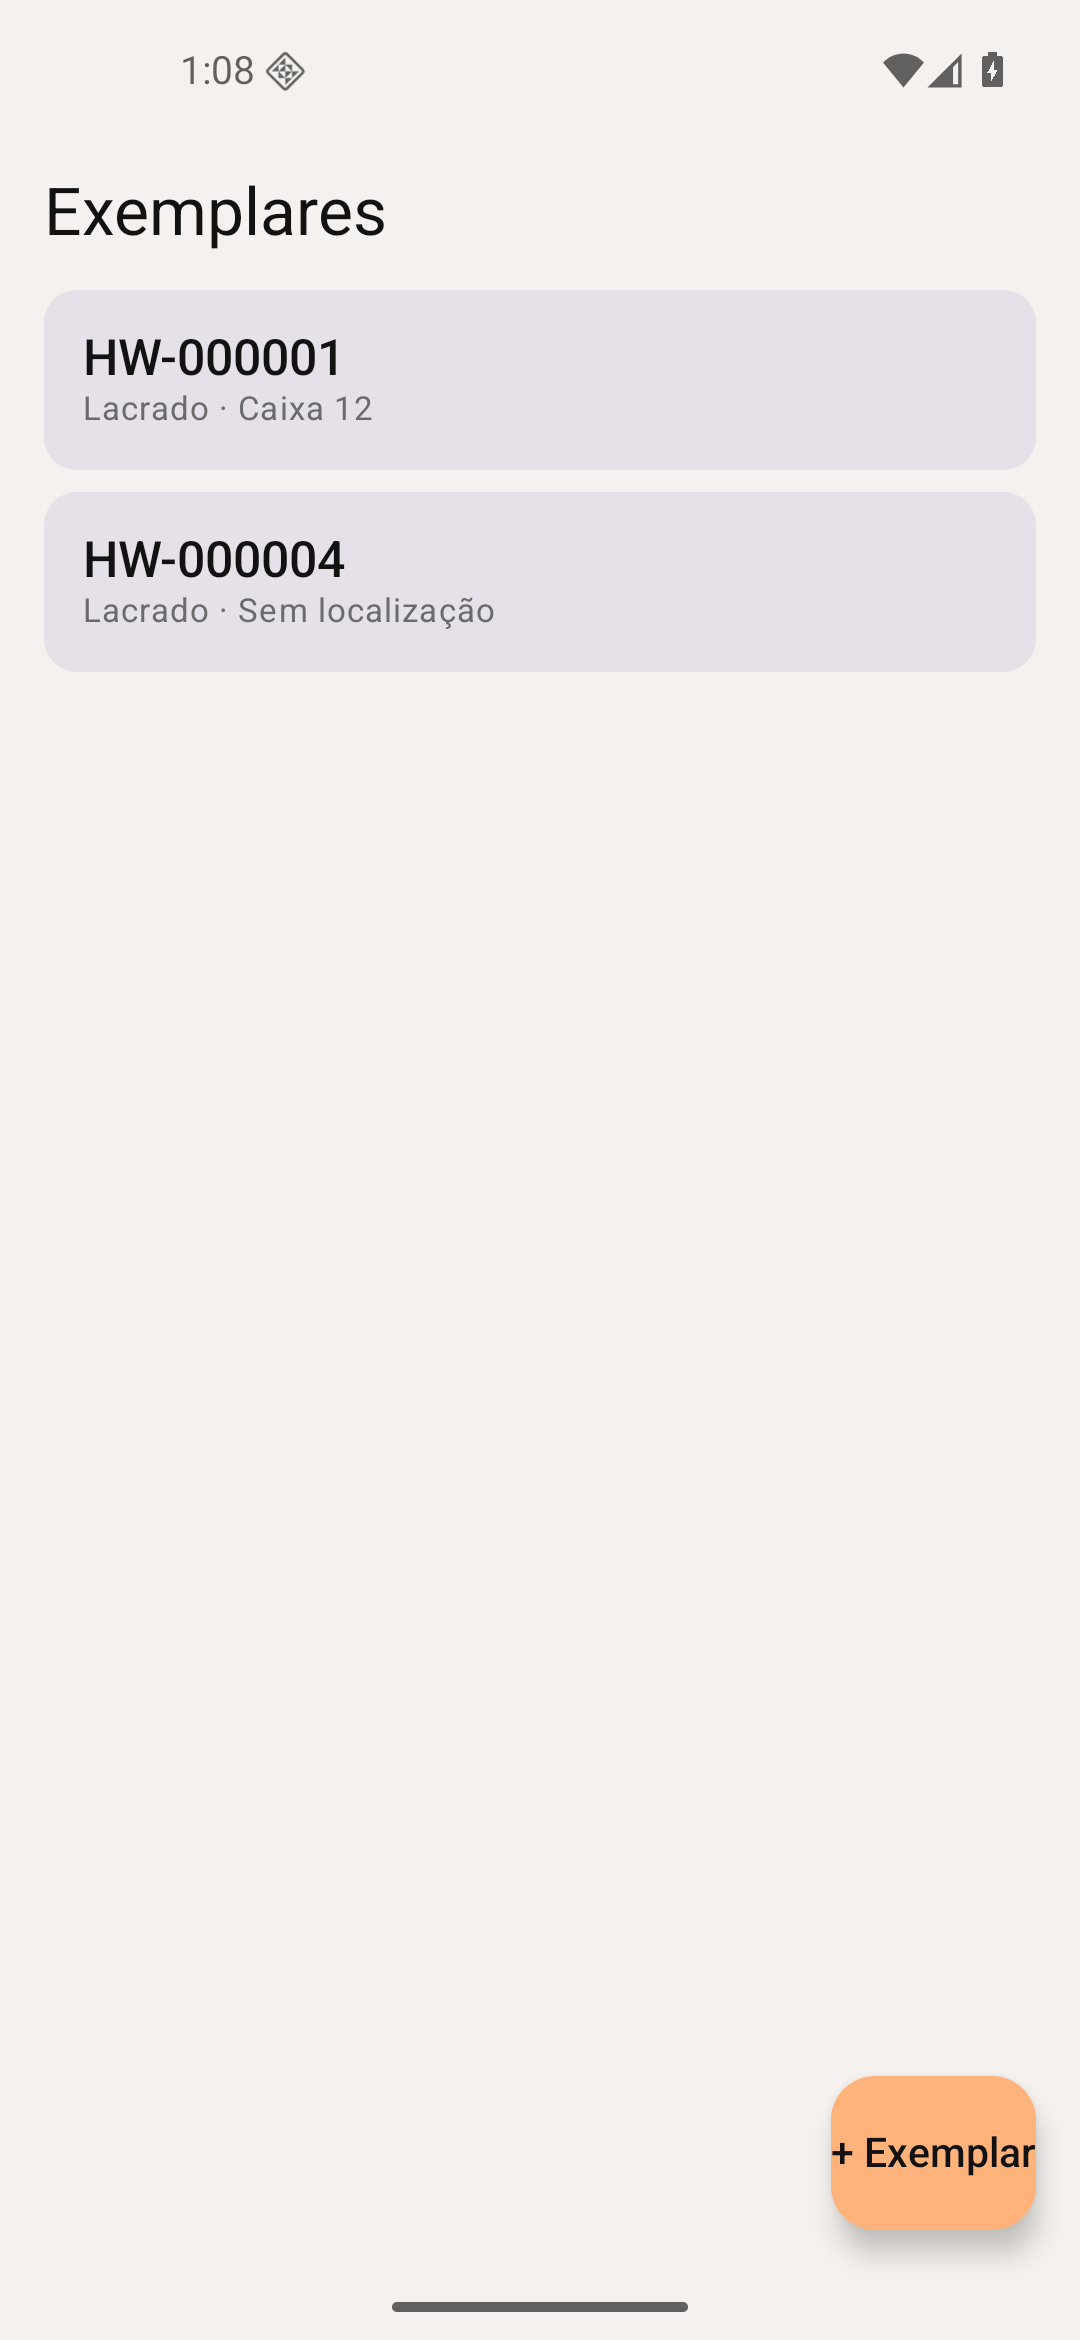 1:08
Exemplares
HW-000001
Lacrado · Caixa 12
HW-000004
Lacrado · Sem localização
+ Exemplar